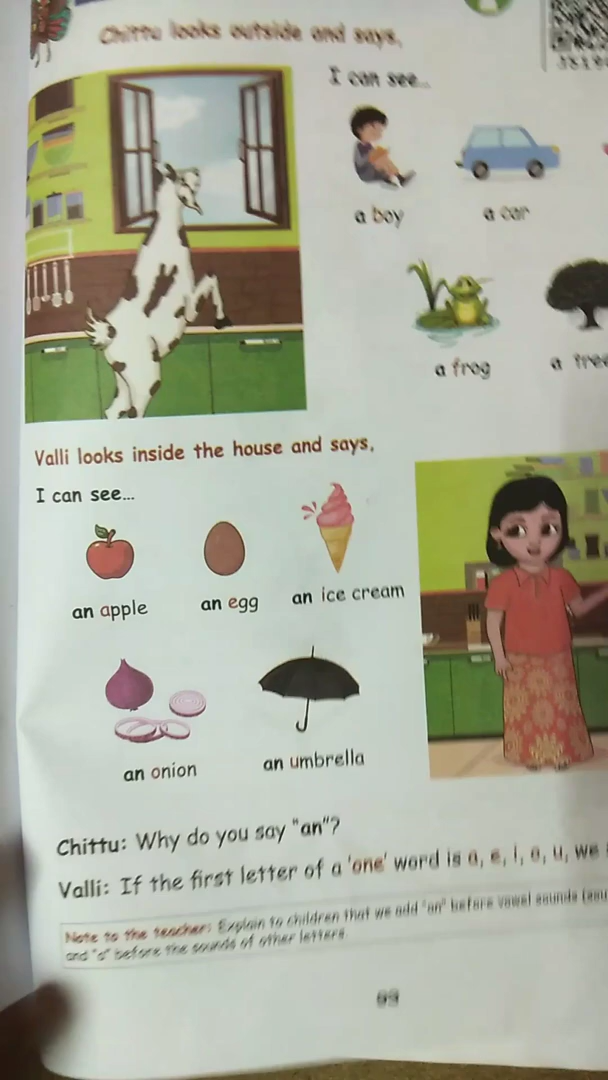 Chittu looks outside and says,
I can see...
a boy
a car
a frog
a tree
Valli looks inside the house and says,
I can see...
an apple
an egg
an ice cream
an onion
an umbrella
Chittu: Why do you say "an"?
Valli: If the first letter of a 'one' word is a, e, i, o, u, we
Note to the teacher: Explain to children that we add "an" before vowel sounds
and "a" before the sounds of other letters.